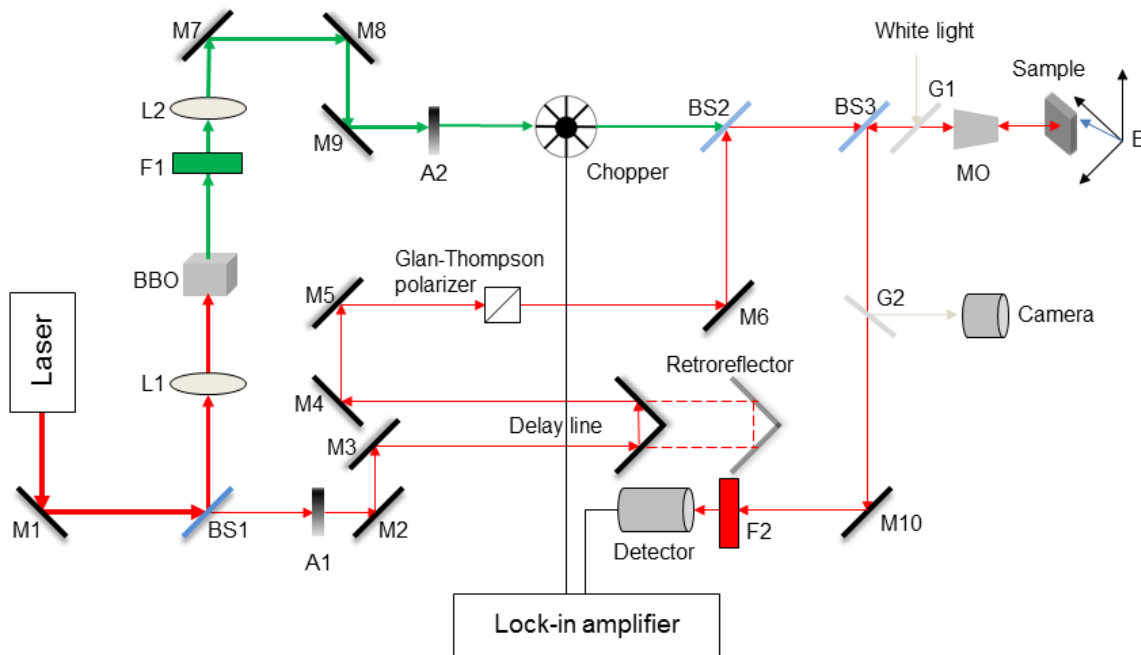 M7
M8
White light
Sample
L2
BS2
BS3
G1
M9
F1
A2
Chopper
MO
B
BBO
Glan-Thompson
polarizer
M5
M6
G2
Camera
Laser
L1
Retroreflector
M4
Delay line
M3
M1
BS1
A1
M2
Detector
F2
M10
Lock-in amplifier